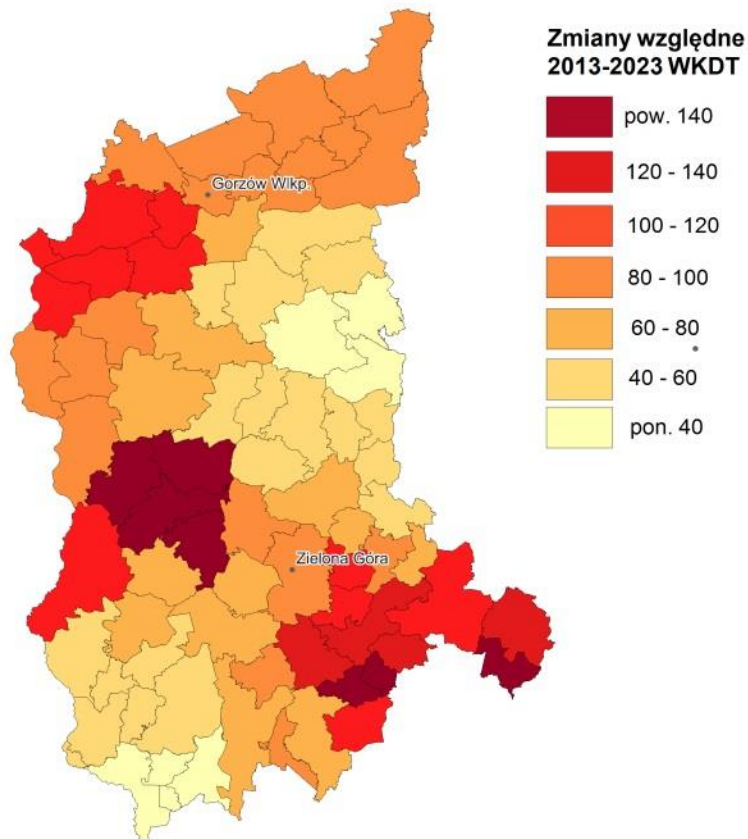 Zmiany względne
2013-2023 WKDT
pow. 140
120 - 140
100 - 120
80 - 100
60 - 80
40 - 60
pon. 40
Gorzów Wlkp.
Zielona Góra